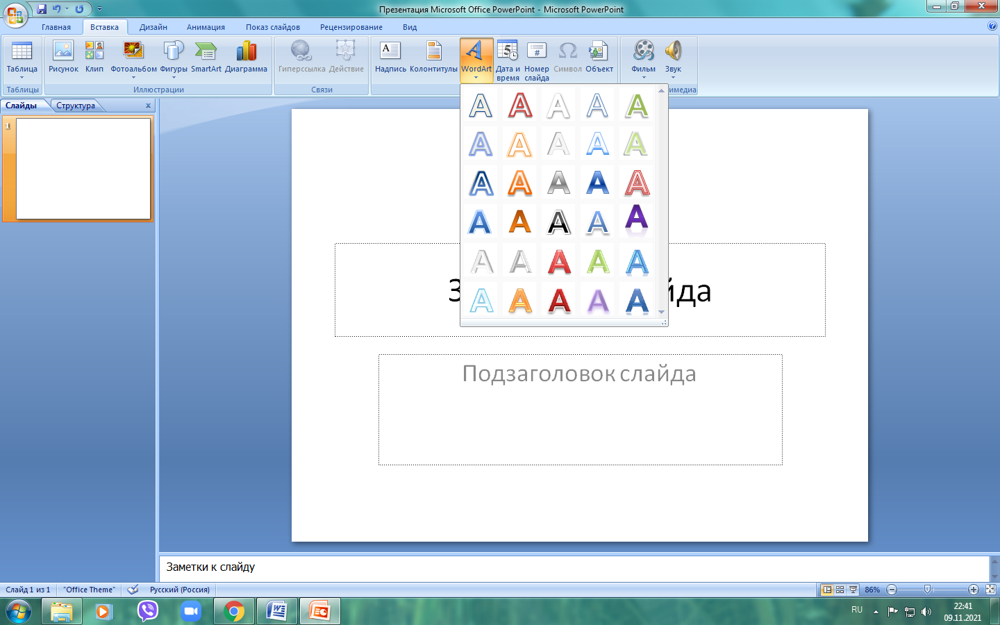 Презентация Microsoft Office PowerPoint - Microsoft PowerPoint
Главная Вставка Дизайн Анимация Показ слайдов Рецензирование Вид
Таблица Рисунок Клип Фотоальбом Фигуры SmartArt Диаграмма Гиперссылка Действие Надпись Колонтитулы WordArt Дата и время Номер слайда Символ Объект Фильм Звук
Таблицы Иллюстрации Связи имедиа
Слайды Структура x
1
A A A A A
A A A A A
A A A A A
A A A A A
A A A A A
A A A A A
З йда
Подзаголовок слайда
Заметки к слайду
Слайд 1 из 1 "Office Theme" Русский (Россия) 86%
RU 22:41
09.11.2021